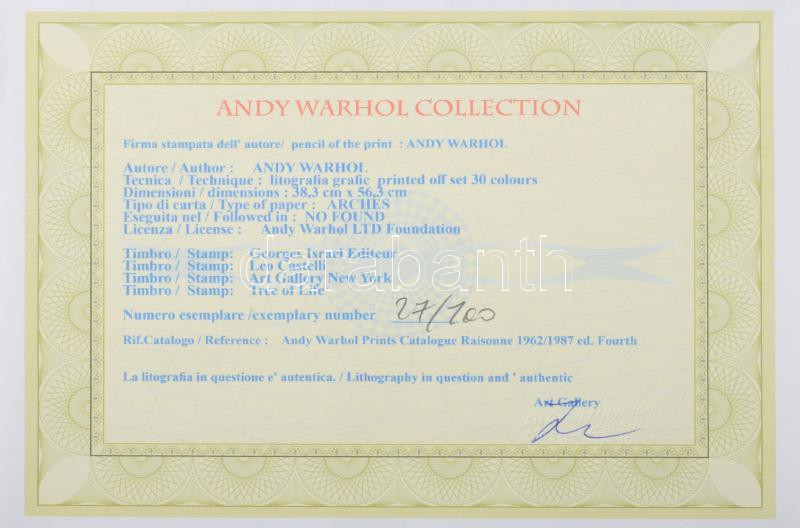 ANDY WARHOL COLLECTION
Firma stampata dell' autore/ pencil of the print : ANDY WARHOL
Autore / Author : ANDY WARHOL
Tecnica / Technique : litografia grafic printed off set 30 colours
Dimensioni / dimensions : 38,3 cm x 56,3 cm
Tipo di carta / Type of paper : ARCHES
Eseguita nel / Followed in : NO FOUND
Licenza / License : Andy Warhol LTD Foundation
Timbro / Stamp: Georges Israel Editeur
Timbro / Stamp: Leo Castelli
Timbro / Stamp: Art Gallery New York
Timbro / Stamp: Tree of Life
darabanth
Numero esemplare /exemplary number 27/100
Rif.Catalogo / Reference : Andy Warhol Prints Catalogue Raisonne 1962/1987 ed. Fourth
La litografia in questione e' autentica. / Lithography in question and ' authentic
Art Gallery